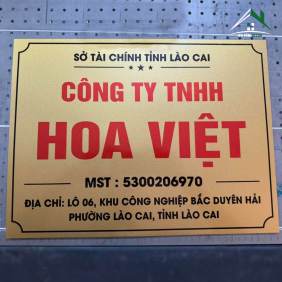 SỞ TÀI CHÍNH TỈNH LÀO CAI
CÔNG TY TNHH
HOA VIỆT
MST : 5300206970
ĐỊA CHỈ: LÔ 06, KHU CÔNG NGHIỆP BẮC DUYÊN HẢI
PHƯỜNG LÀO CAI, TỈNH LÀO CAI